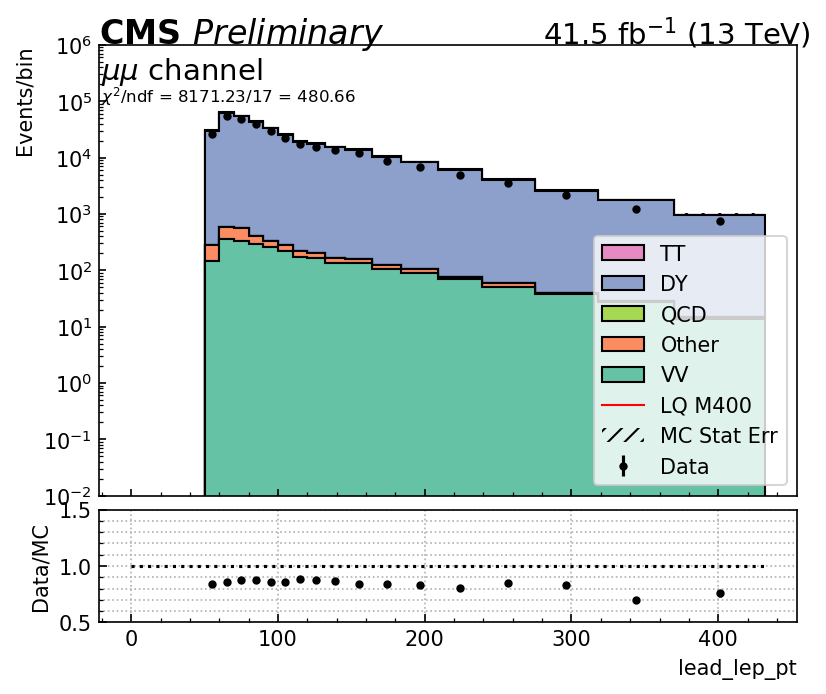 CMS Preliminary 41.5 fb⁻¹ (13 TeV)
μμ channel
χ²/ndf = 8171.23/17 = 480.66
Events/bin
10⁶
10⁵
10⁴
10³
10²
10¹
10⁰
10⁻¹
10⁻²
TT
DY
QCD
Other
VV
LQ M400
MC Stat Err
Data
Data/MC
1.5
1.0
0.5
0 100 200 300 400
lead_lep_pt